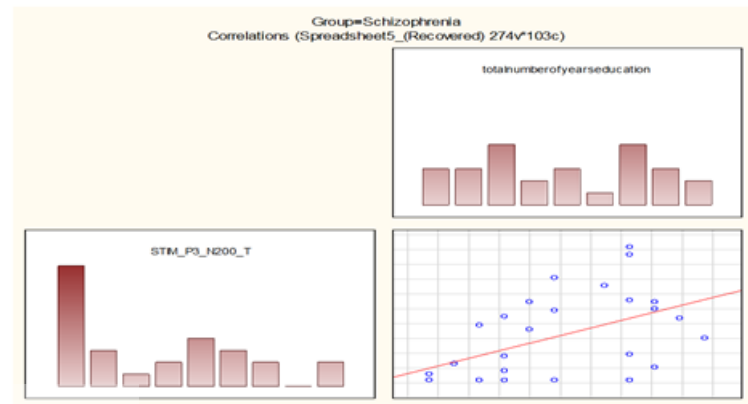 Group=Schizophrenia
Correlations (Spreadsheet5_(Recovered) 274v*103c)
totalnumberofyearseducation
STIM_P3_N200_T